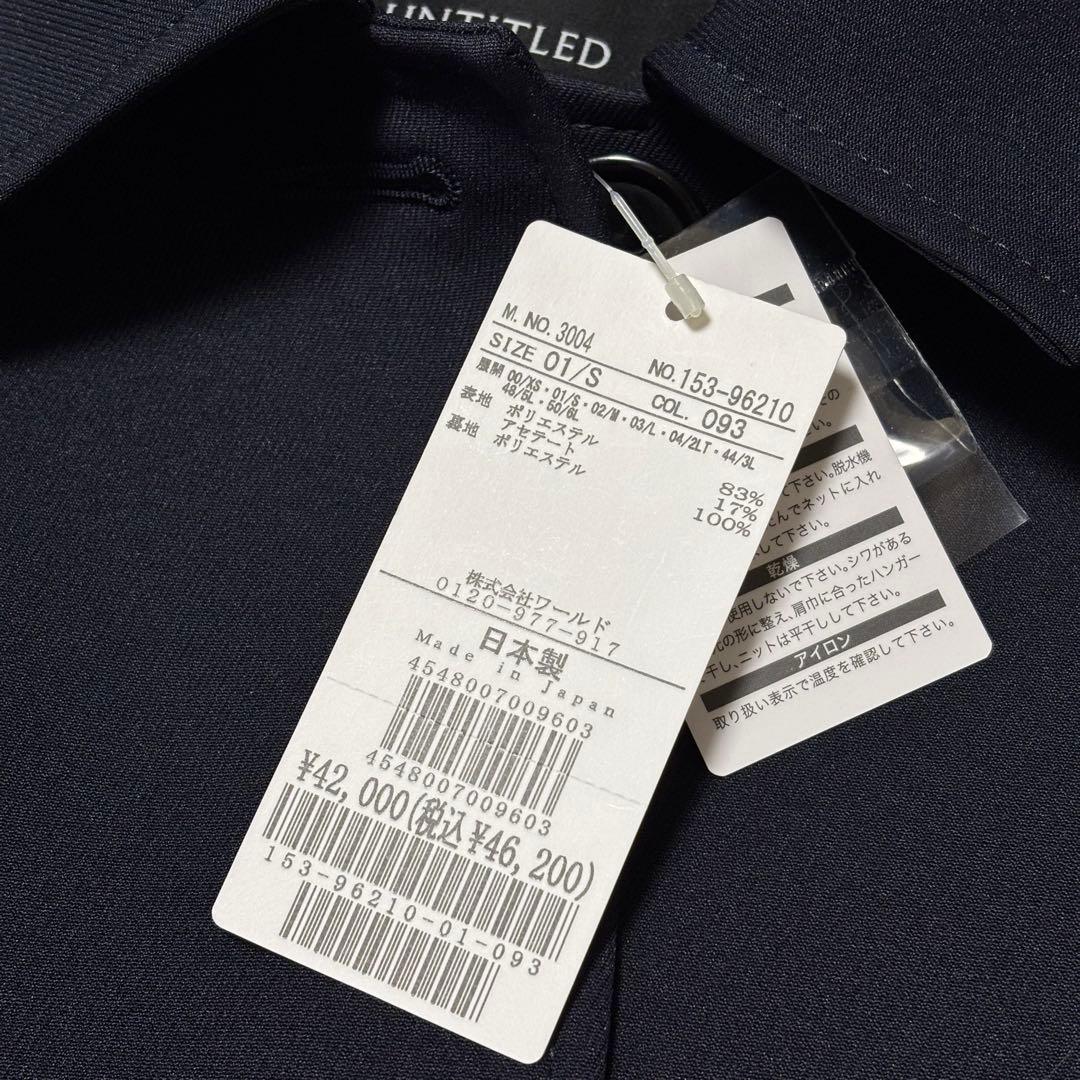 UNTITLED
M. NO. 3004
NO. 153-96210
SIZE 01/S
COL. 093
展開 00/XS・01/S・02/M・03/L・04/2LT・44/3L
48/5L・50/6L
表地 ポリエステル 83%
アセテート 17%
裏地 ポリエステル 100%
株式会社ワールド
0120-977-917
日本製
Made in Japan
4548007009603
4548007009603
¥42,000(税込¥46,200)
153-96210-01-093
の
い。
て下さい。脱水機
たんでネットに入れ
して下さい。
乾燥
使用しないで下さい。シワがある
の形に整え、肩巾に合ったハンガー
干し、ニットは平干しして下さい。
アイロン
取り扱い表示で温度を確認して下さい。